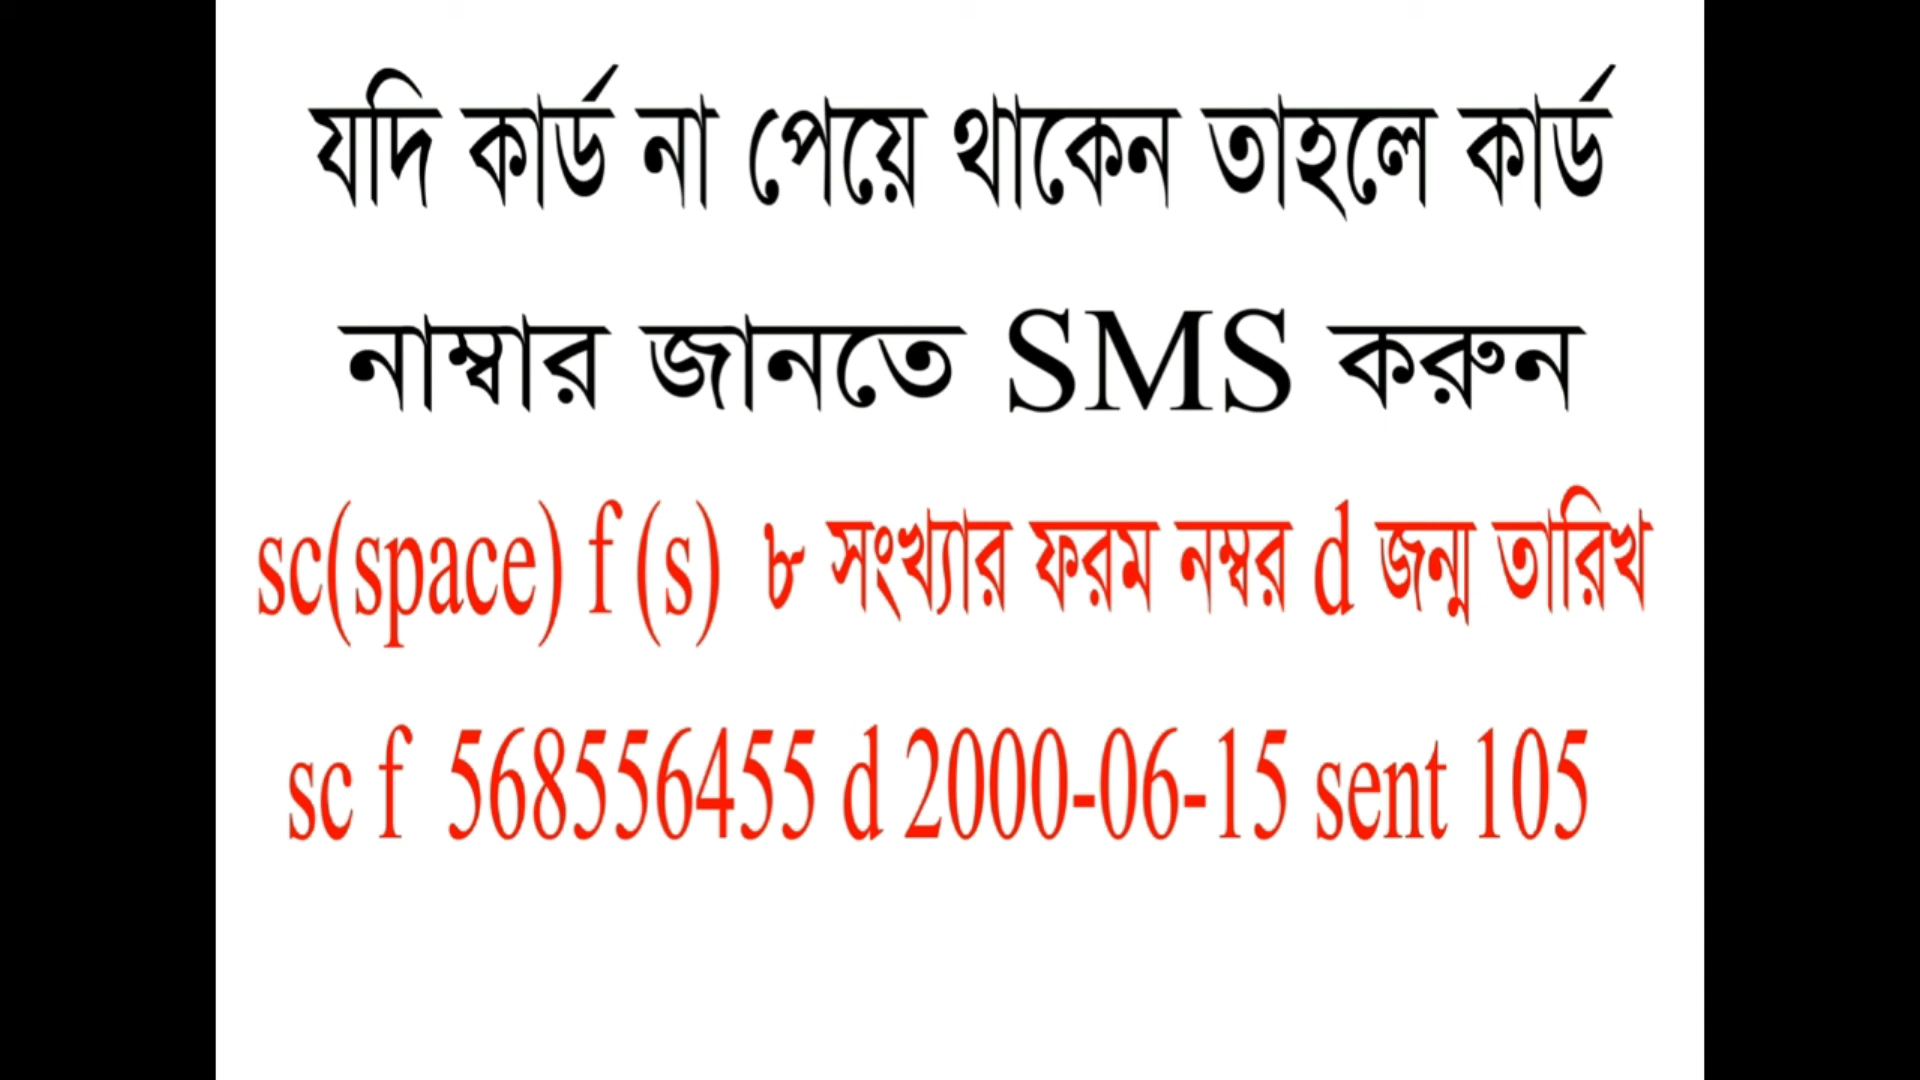 যদি কার্ড না পেয়ে থাকেন তাহলে কার্ড
নাম্বার জানতে SMS করুন
sc(space) f (s) ৮ সংখ্যার ফরম নম্বর d জন্ম তারিখ
sc f 568556455 d 2000-06-15 sent 105